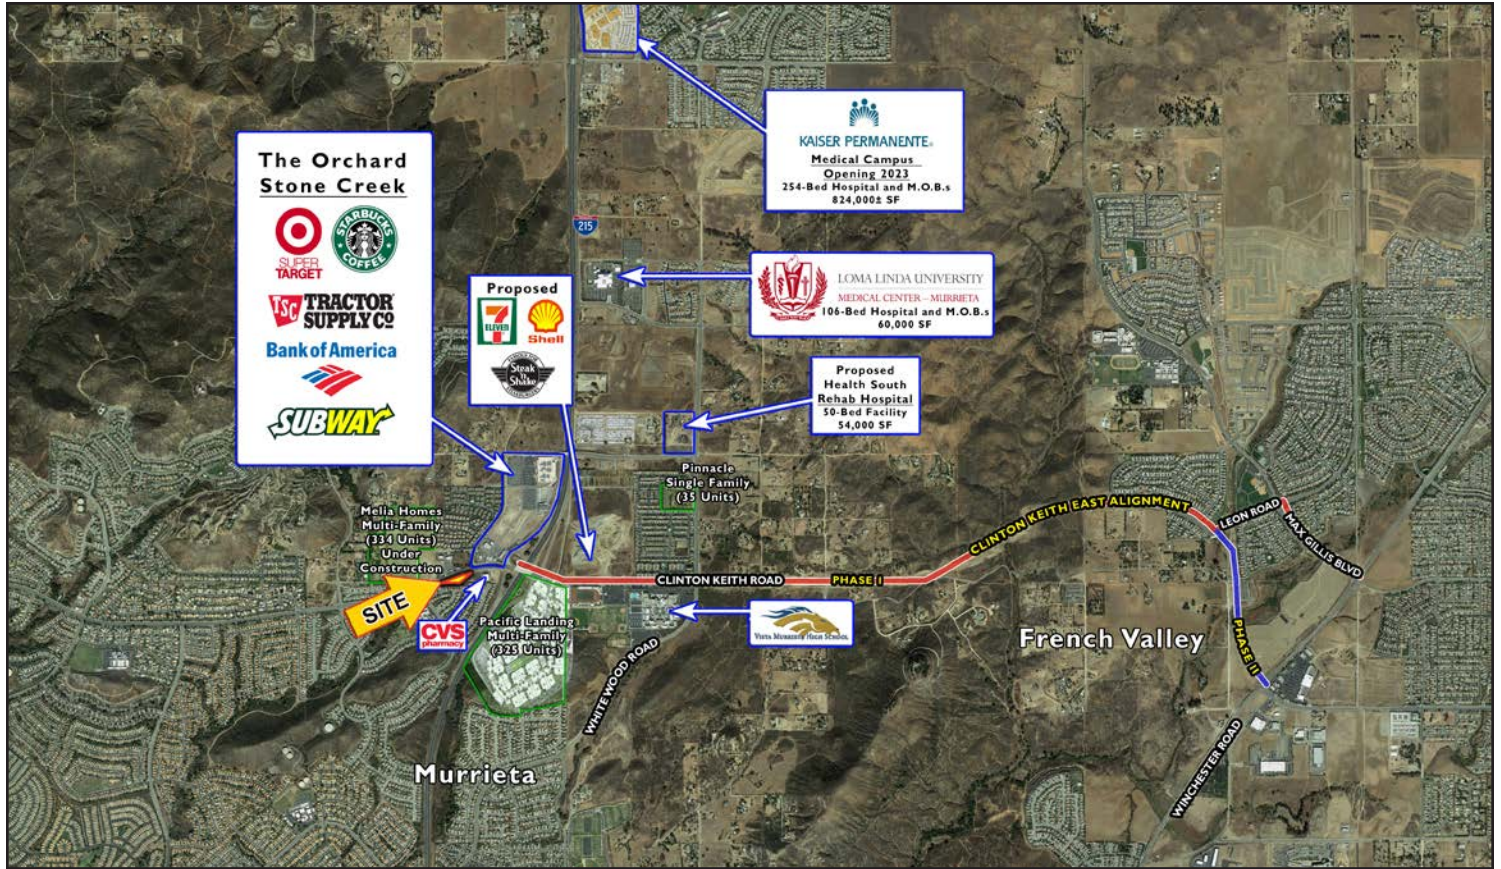 KAISER PERMANENTE®
Medical Campus
Opening 2023
254-Bed Hospital and M.O.B.s
824,000± SF
The Orchard
Stone Creek
SUPER
TARGET
STARBUCKS
COFFEE
TSC TRACTOR
SUPPLY CO
Bank of America
SUBWAY
215
Proposed
7
ELEVEN
Shell
Steak
'n
Shake
LOMA LINDA UNIVERSITY
MEDICAL CENTER – MURRIETA
106-Bed Hospital and M.O.B.s
60,000 SF
Proposed
Health South
Rehab Hospital
50-Bed Facility
54,000 SF
Pinnacle
Single Family
(35 Units)
Melia Homes
Multi-Family
(334 Units)
Under
Construction
SITE
CVS
pharmacy
Pacific Landing
Multi-Family
(325 Units)
CLINTON KEITH ROAD
PHASE I
CLINTON KEITH EAST ALIGNMENT
LEON ROAD
MAX GILLIS BLVD
PHASE II
VISTA MURRIETA HIGH SCHOOL
WHITEWOOD ROAD
French Valley
WINCHESTER ROAD
Murrieta